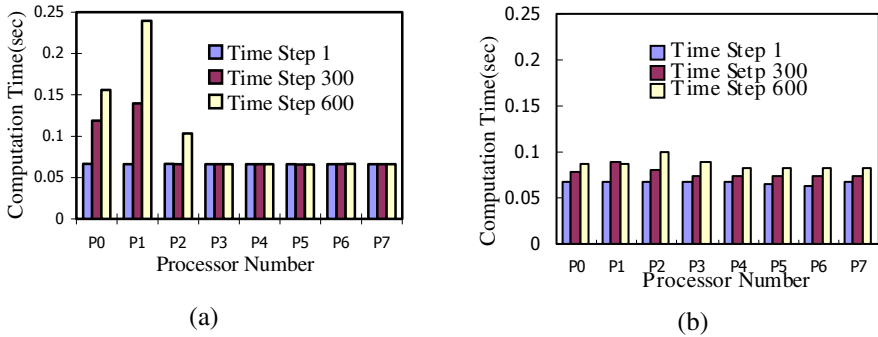 Computation Time(sec)
0.25
0.2
0.15
0.1
0.05
0
Time Step 1
Time Step 300
Time Step 600
P0 P1 P2 P3 P4 P5 P6 P7
Processor Number
(a)
Computation Time(sec)
0.25
0.2
0.15
0.1
0.05
0
Time Step 1
Time Setp 300
Time Step 600
P0 P1 P2 P3 P4 P5 P6 P7
Processor Number
(b)